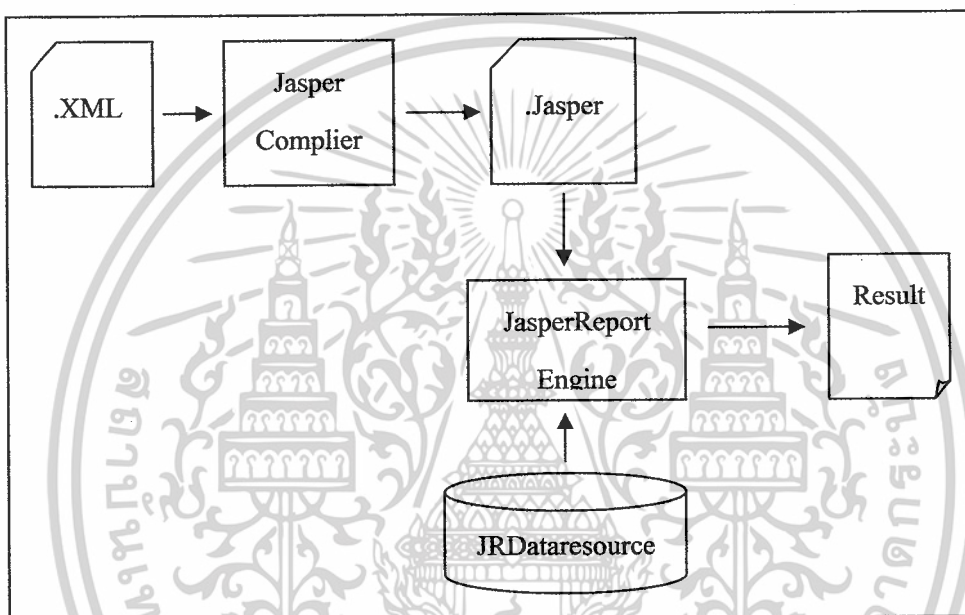 .XML
Jasper
Complier
.Jasper
JasperReport
Engine
Result
JRDataresource